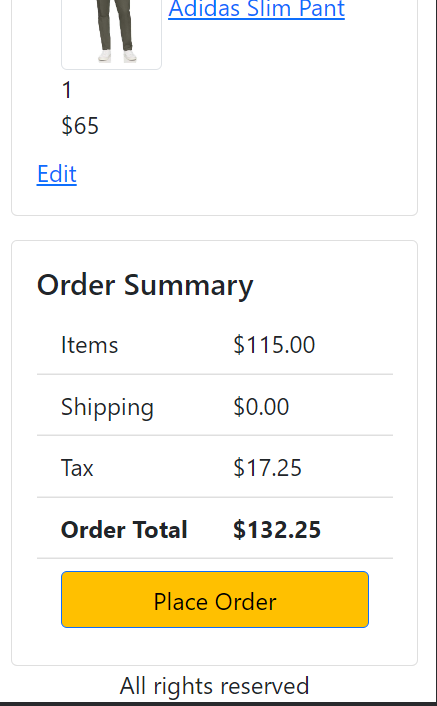 Adidas Slim Pant
1
$65
Edit
Order Summary
Items $115.00
Shipping $0.00
Tax $17.25
Order Total $132.25
Place Order
All rights reserved